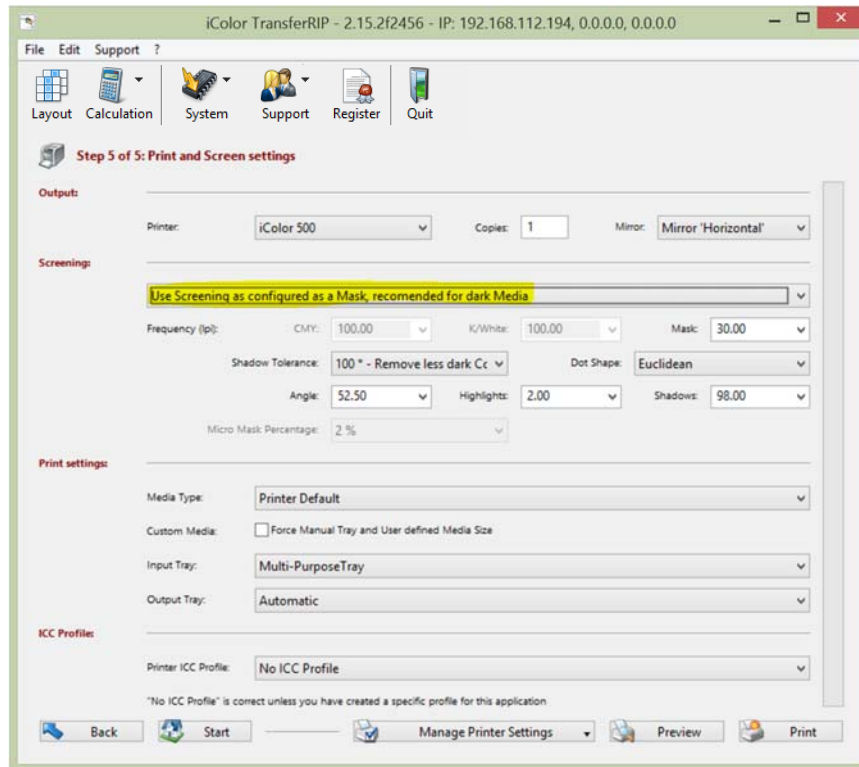 iColor TransferRIP - 2.15.2f2456 - IP: 192.168.112.194, 0.0.0.0, 0.0.0.0
File Edit Support ?
Layout Calculation System Support Register Quit
Step 5 of 5: Print and Screen settings
Output:
Printer: iColor 500 Copies: 1 Mirror: Mirror 'Horizontal'
Screening:
Use Screening as configured as a Mask, recomended for dark Media
Frequency (lpi): CMY: 100.00 K/White: 100.00 Mask: 30.00
Shadow Tolerance: 100 * - Remove less dark Cc Dot Shape: Euclidean
Angle: 52.50 Highlights: 2.00 Shadows: 98.00
Micro Mask Percentage: 2 %
Print settings:
Media Type: Printer Default
Custom Media: Force Manual Tray and User defined Media Size
Input Tray: Multi-PurposeTray
Output Tray: Automatic
ICC Profile:
Printer ICC Profile: No ICC Profile
"No ICC Profile" is correct unless you have created a specific profile for this application
Back Start Manage Printer Settings Preview Print